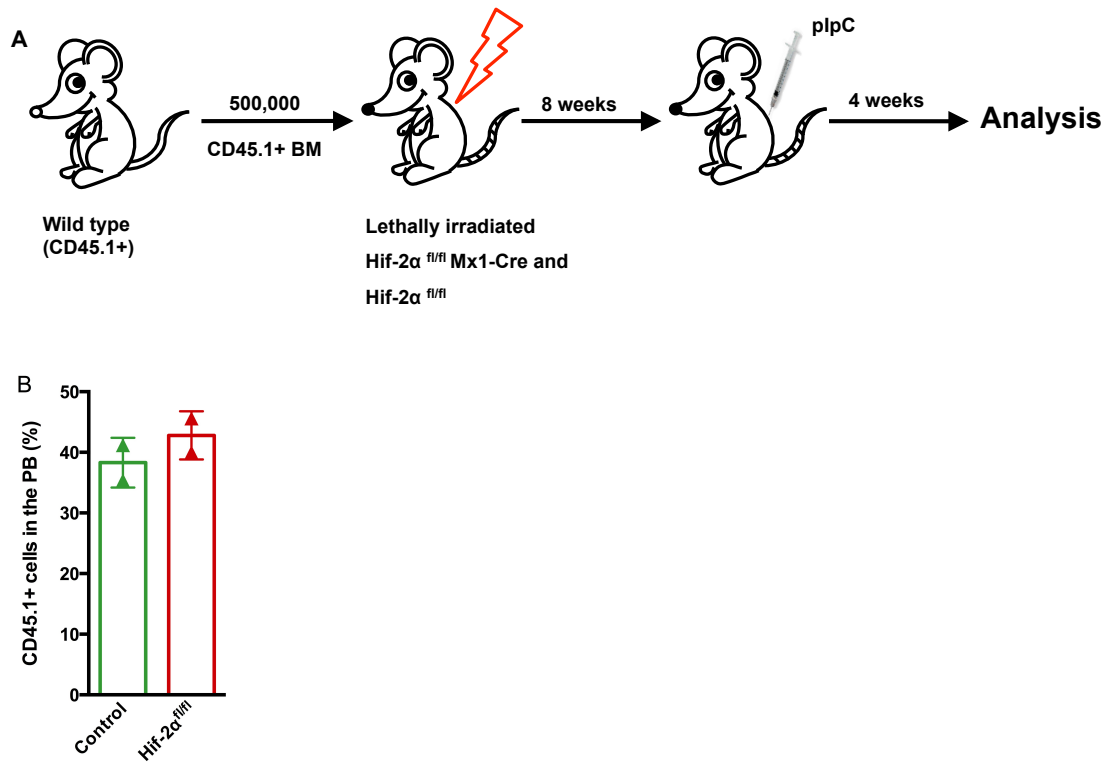 A
pIpC
500,000
8 weeks
4 weeks
Analysis
CD45.1+ BM
Wild type
(CD45.1+)
Lethally irradiated
Hif-2α fl/fl Mx1-Cre and
Hif-2α fl/fl
B
CD45.1+ cells in the PB (%)
50
40
30
20
10
0
Control
Hif-2α fl/fl